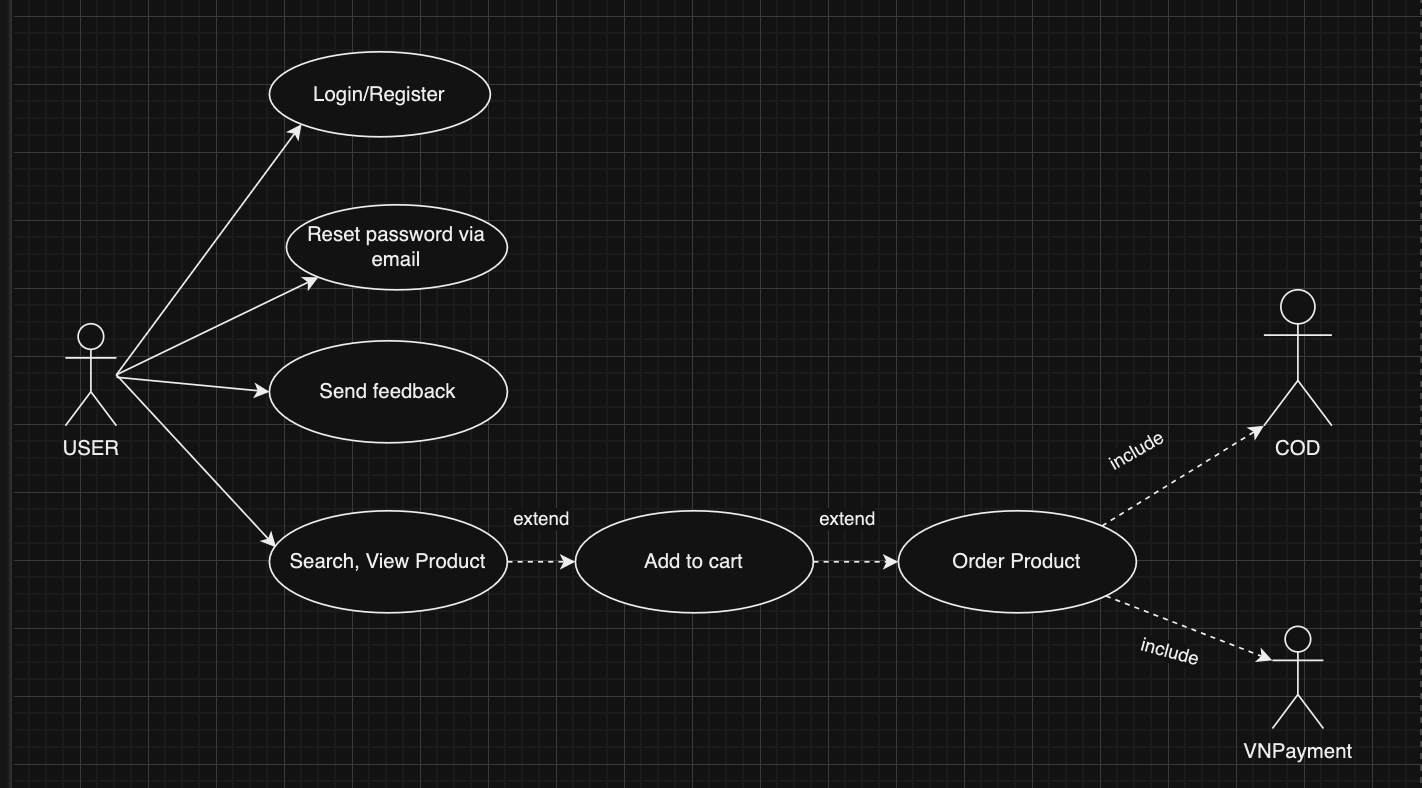 Login/Register
Reset password via
email
Send feedback
USER
Search, View Product
extend
Add to cart
extend
Order Product
include
COD
include
VNPayment